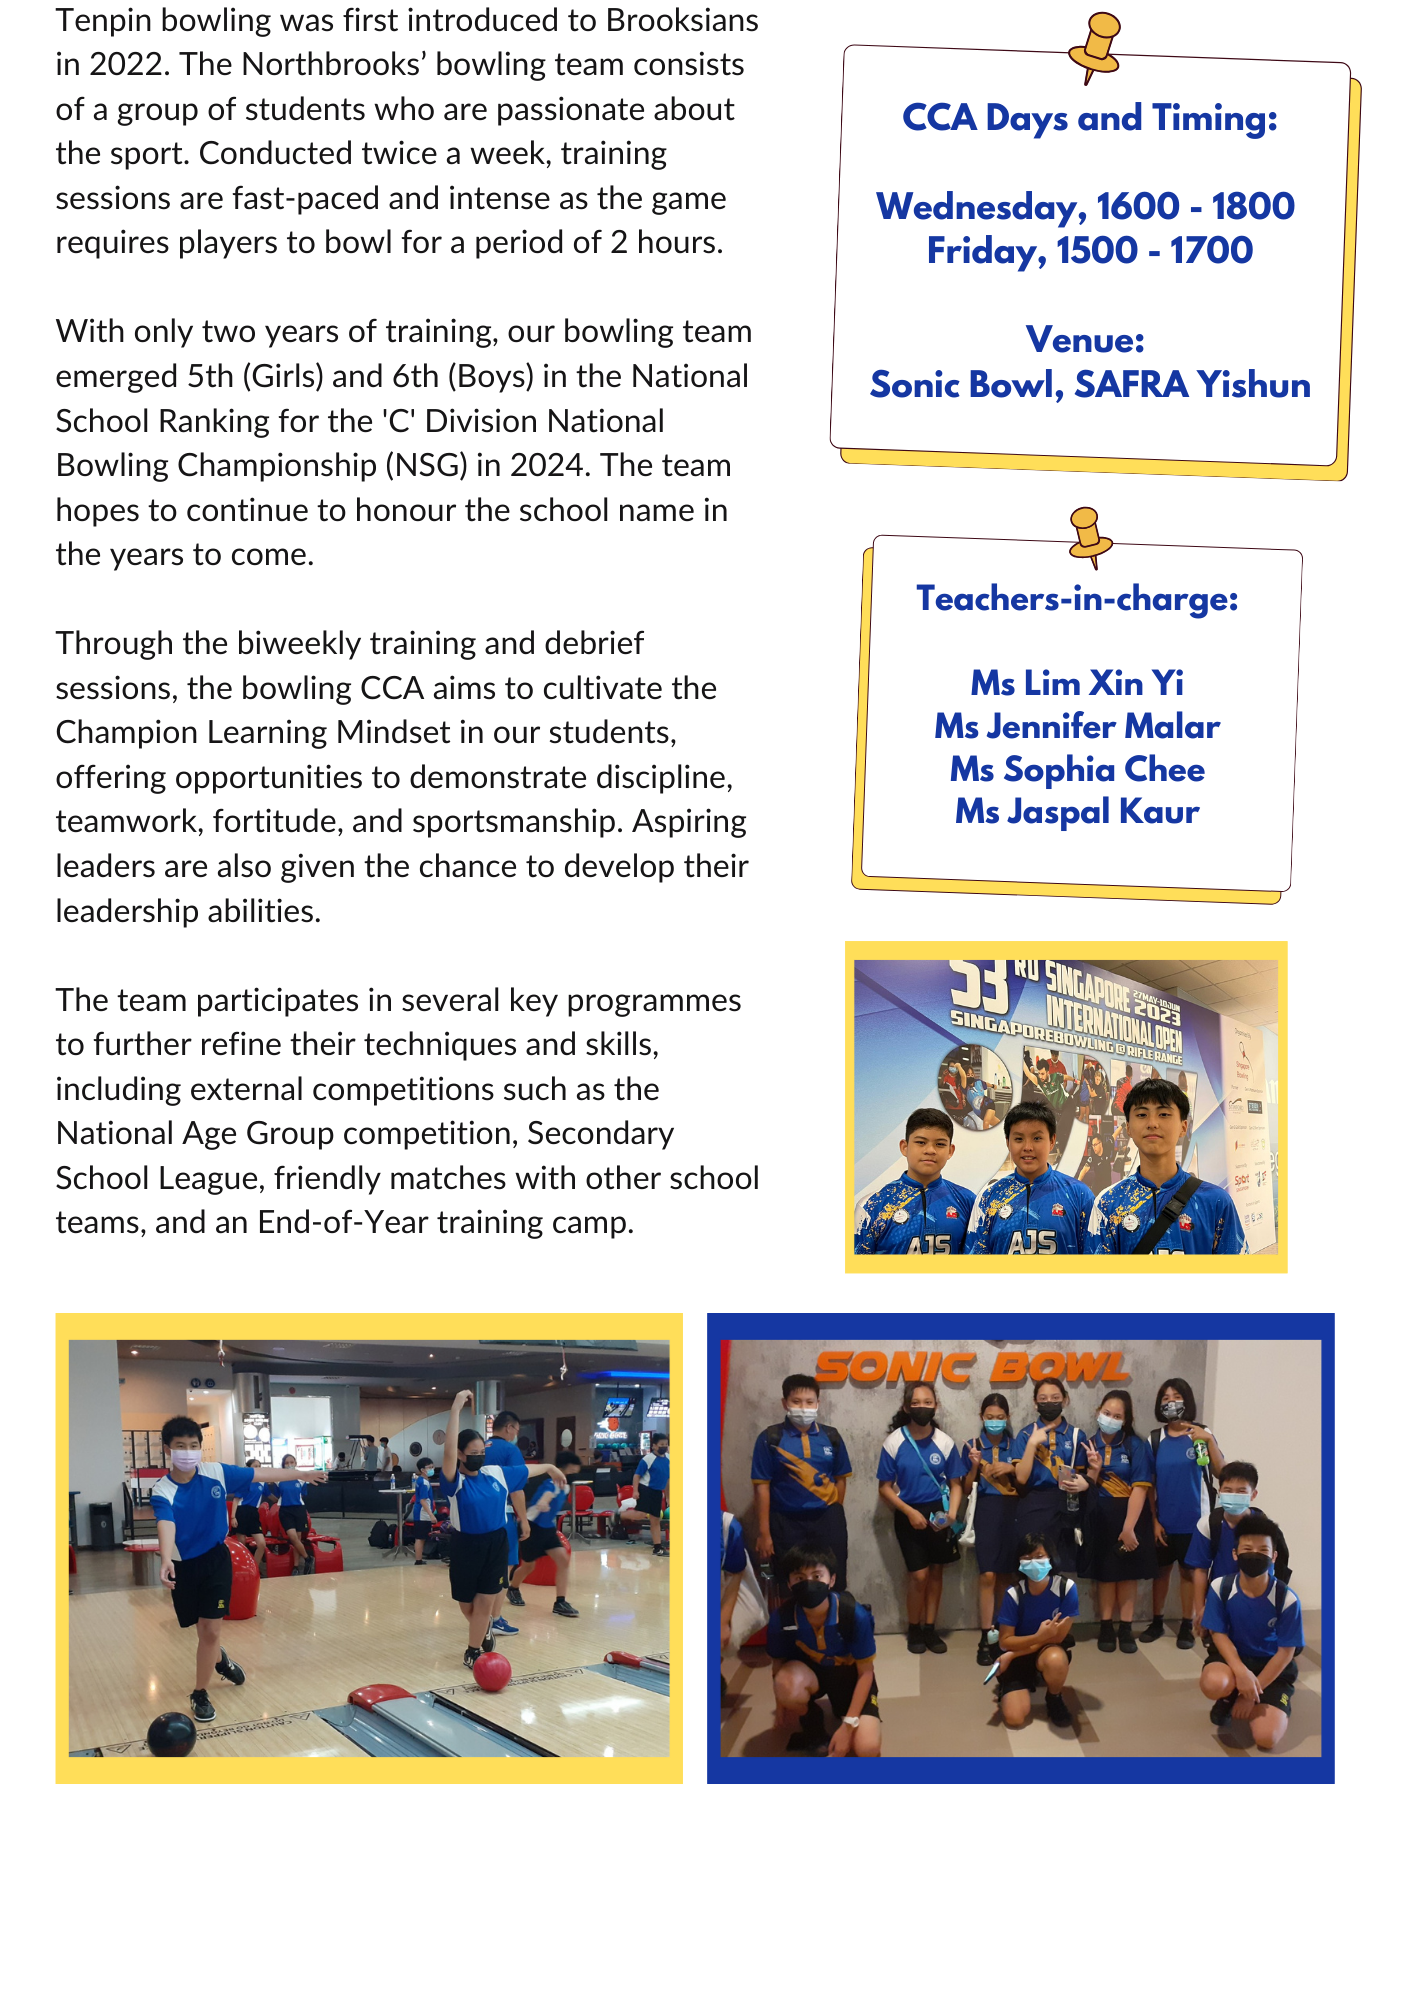 Tenpin bowling was first introduced to Brooksians
in 2022. The Northbrooks’ bowling team consists
of a group of students who are passionate about
the sport. Conducted twice a week, training
sessions are fast-paced and intense as the game
requires players to bowl for a period of 2 hours.
With only two years of training, our bowling team
emerged 5th (Girls) and 6th (Boys) in the National
School Ranking for the 'C' Division National
Bowling Championship (NSG) in 2024. The team
hopes to continue to honour the school name in
the years to come.
Through the biweekly training and debrief
sessions, the bowling CCA aims to cultivate the
Champion Learning Mindset in our students,
offering opportunities to demonstrate discipline,
teamwork, fortitude, and sportsmanship. Aspiring
leaders are also given the chance to develop their
leadership abilities.
The team participates in several key programmes
to further refine their techniques and skills,
including external competitions such as the
National Age Group competition, Secondary
School League, friendly matches with other school
teams, and an End-of-Year training camp.
CCA Days and Timing:
Wednesday, 1600 - 1800
Friday, 1500 - 1700
Venue:
Sonic Bowl, SAFRA Yishun
Teachers-in-charge:
Ms Lim Xin Yi
Ms Jennifer Malar
Ms Sophia Chee
Ms Jaspal Kaur
53RD SINGAPORE
INTERNATIONAL OPEN
27MAY-10JUN
2023
SINGAPOREBOWLING @ RIFLE RANGE
AJS
AJS
SONIC BOWL